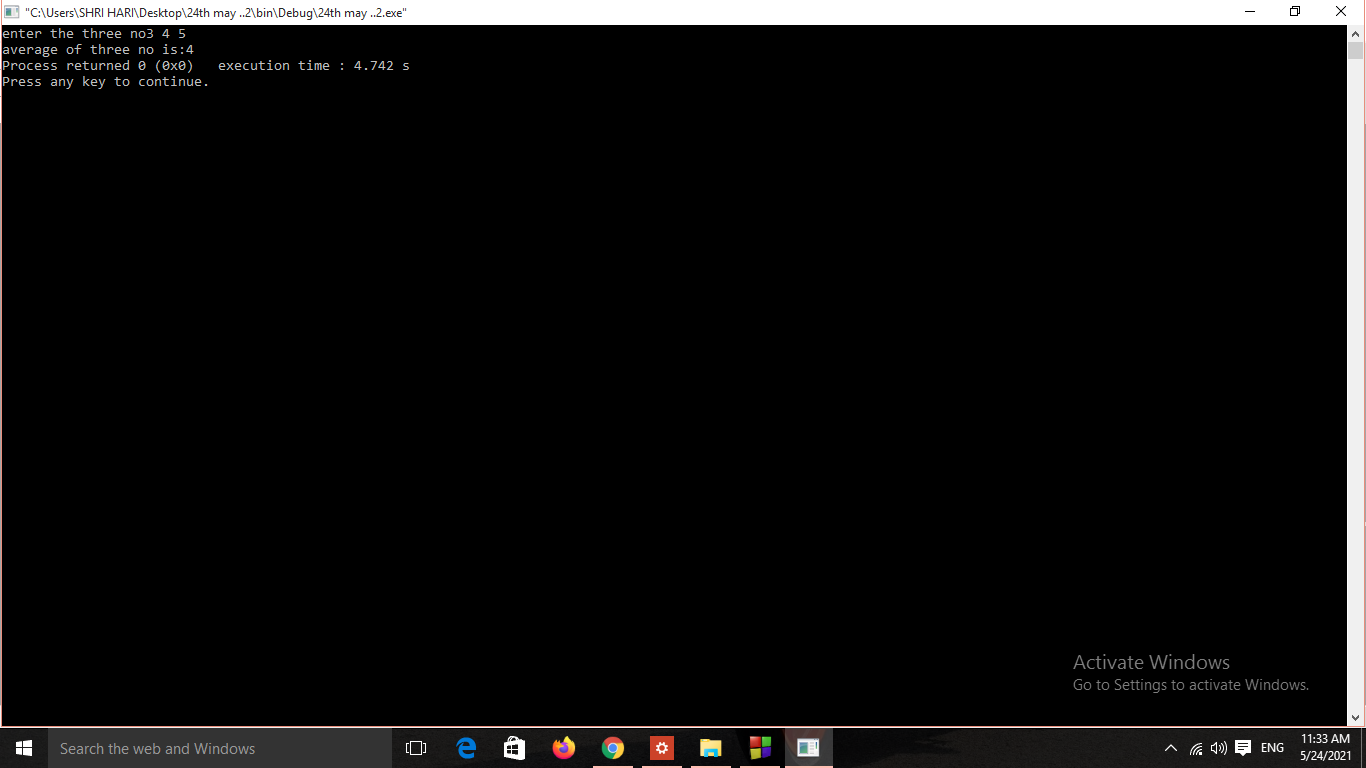 "C:\Users\SHRI HARI\Desktop\24th may ..2\bin\Debug\24th may ..2.exe"
enter the three no3 4 5
average of three no is:4
Process returned 0 (0x0)   execution time : 4.742 s
Press any key to continue.
Activate Windows
Go to Settings to activate Windows.
Search the web and Windows
ENG
11:33 AM
5/24/2021